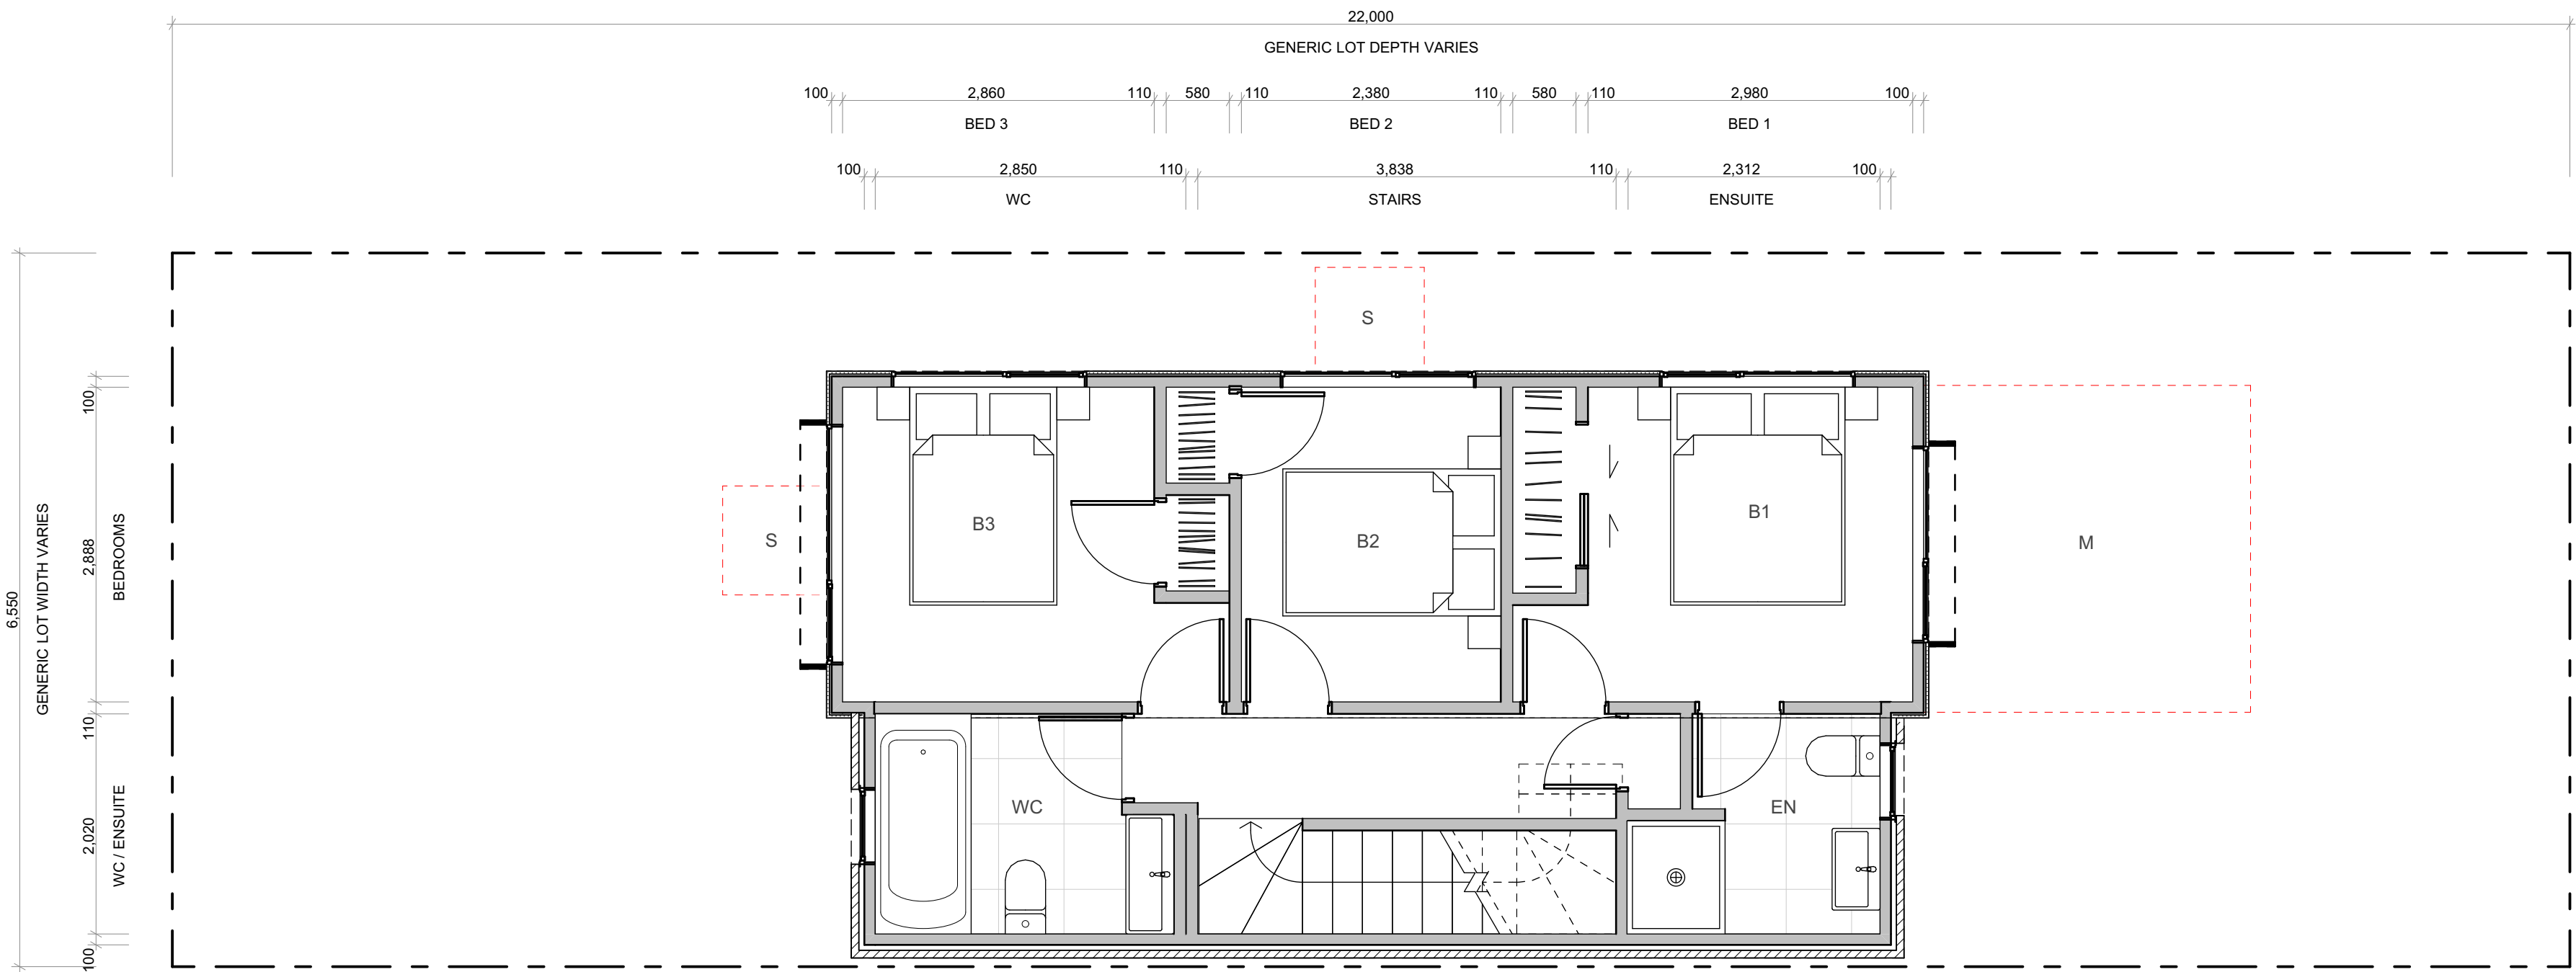 22,000
GENERIC LOT DEPTH VARIES
100 2,860 110 580 110 2,380 110 580 110 2,980 100
BED 3 BED 2 BED 1
100 2,850 110 3,838 110 2,312 100
WC STAIRS ENSUITE
6,550
GENERIC LOT WIDTH VARIES
100
2,888
BEDROOMS
110
2,020
WC / ENSUITE
100
S
S
B3
B2
B1
M
WC
EN